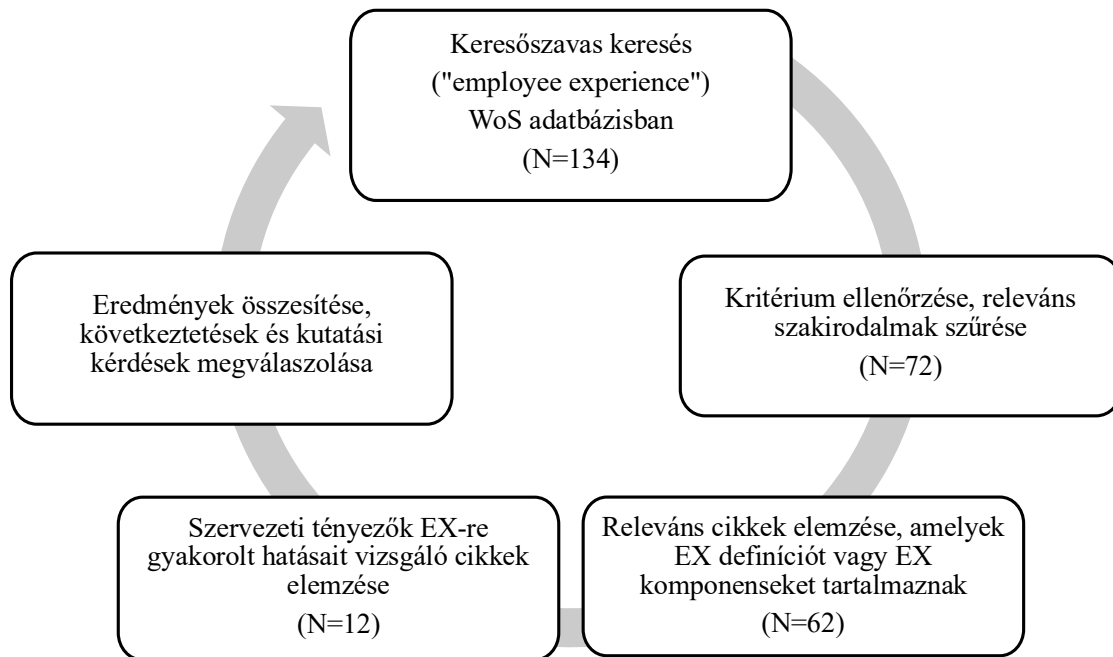 Keresőszavas keresés
("employee experience")
WoS adatbázisban
(N=134)
Kritérium ellenőrzése, releváns
szakirodalmak szűrése
(N=72)
Releváns cikkek elemzése, amelyek
EX definíciót vagy EX
komponenseket tartalmaznak
(N=62)
Szervezeti tényezők EX-re
gyakorolt hatásait vizsgáló cikkek
elemzése
(N=12)
Eredmények összesítése,
következtetések és kutatási
kérdések megválaszolása